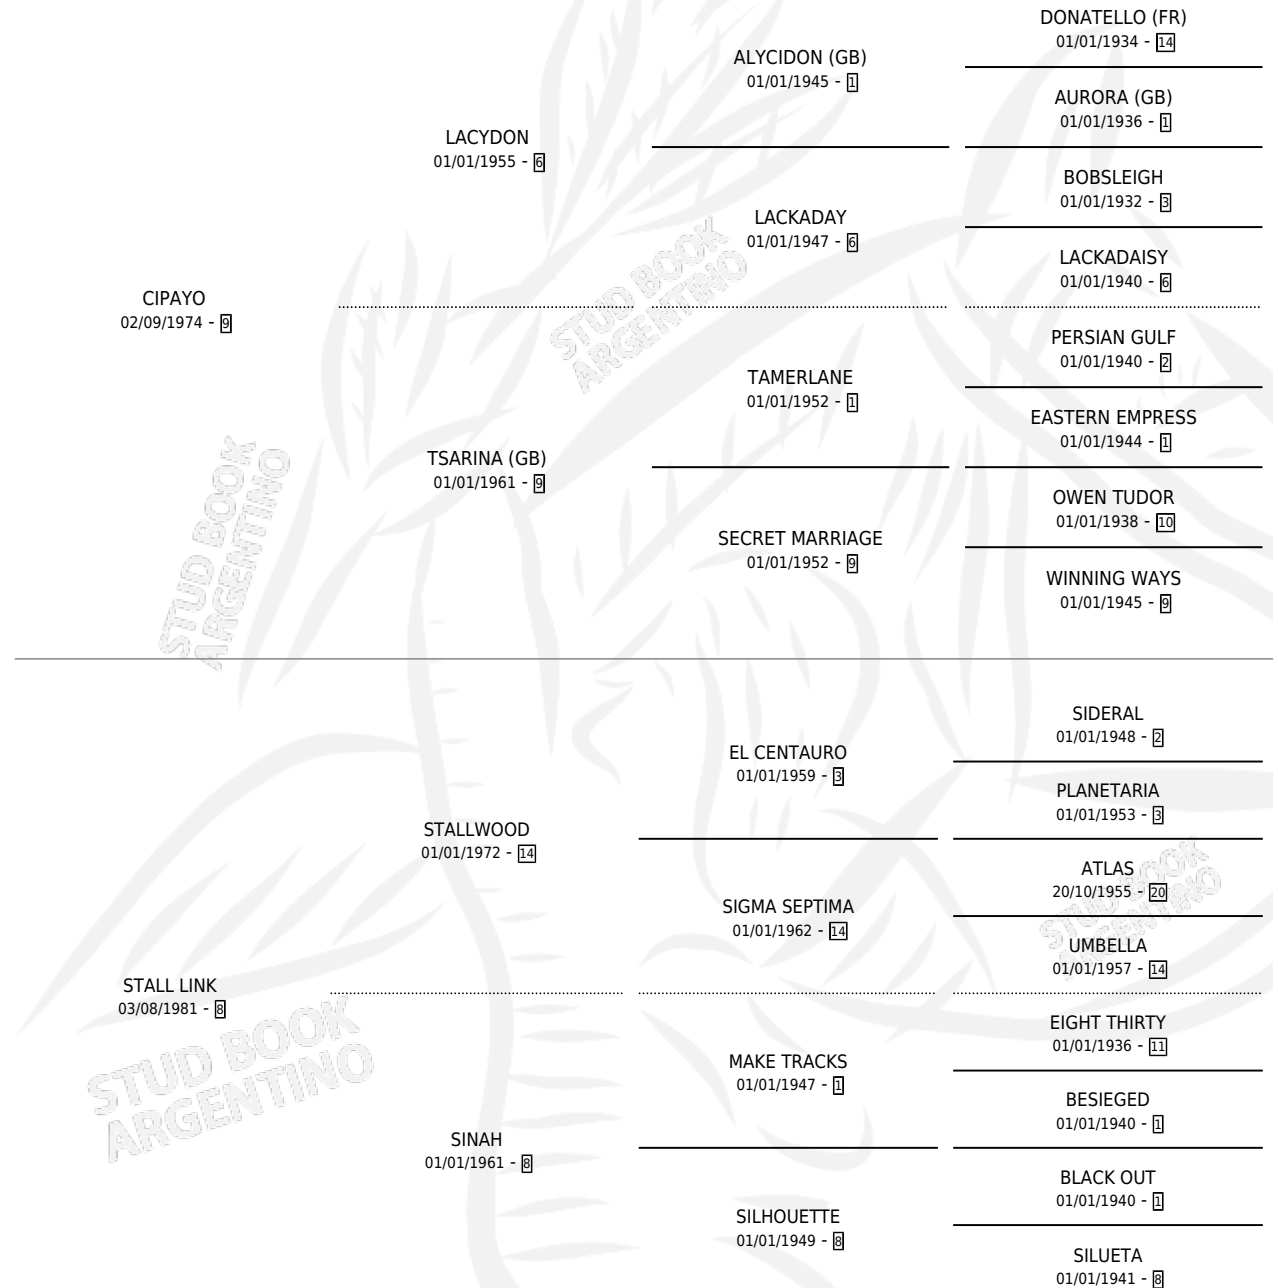 DONATELLO (FR)
01/01/1934 - 14
ALYCIDON (GB)
01/01/1945 - 1
AURORA (GB)
01/01/1936 - 1
LACYDON
01/01/1955 - 6
BOBSLEIGH
01/01/1932 - 3
LACKADAY
01/01/1947 - 6
LACKADAISY
01/01/1940 - 6
CIPAYO
02/09/1974 - 9
PERSIAN GULF
01/01/1940 - 2
TAMERLANE
01/01/1952 - 1
EASTERN EMPRESS
01/01/1944 - 1
TSARINA (GB)
01/01/1961 - 9
OWEN TUDOR
01/01/1938 - 10
SECRET MARRIAGE
01/01/1952 - 9
WINNING WAYS
01/01/1945 - 9
STUD BOOK
ARGENTINO
STUD BOOK
ARGENTINO
SIDERAL
01/01/1948 - 2
EL CENTAURO
01/01/1959 - 3
PLANETARIA
01/01/1953 - 3
STALLWOOD
01/01/1972 - 14
ATLAS
20/10/1955 - 20
SIGMA SEPTIMA
01/01/1962 - 14
UMBELLA
01/01/1957 - 14
STALL LINK
03/08/1981 - 8
EIGHT THIRTY
01/01/1936 - 11
MAKE TRACKS
01/01/1947 - 1
BESIEGED
01/01/1940 - 1
SINAH
01/01/1961 - 8
BLACK OUT
01/01/1940 - 1
SILHOUETTE
01/01/1949 - 8
SILUETA
01/01/1941 - 8
STUD BOOK
ARGENTINO
STUD BOOK
ARGENTINO